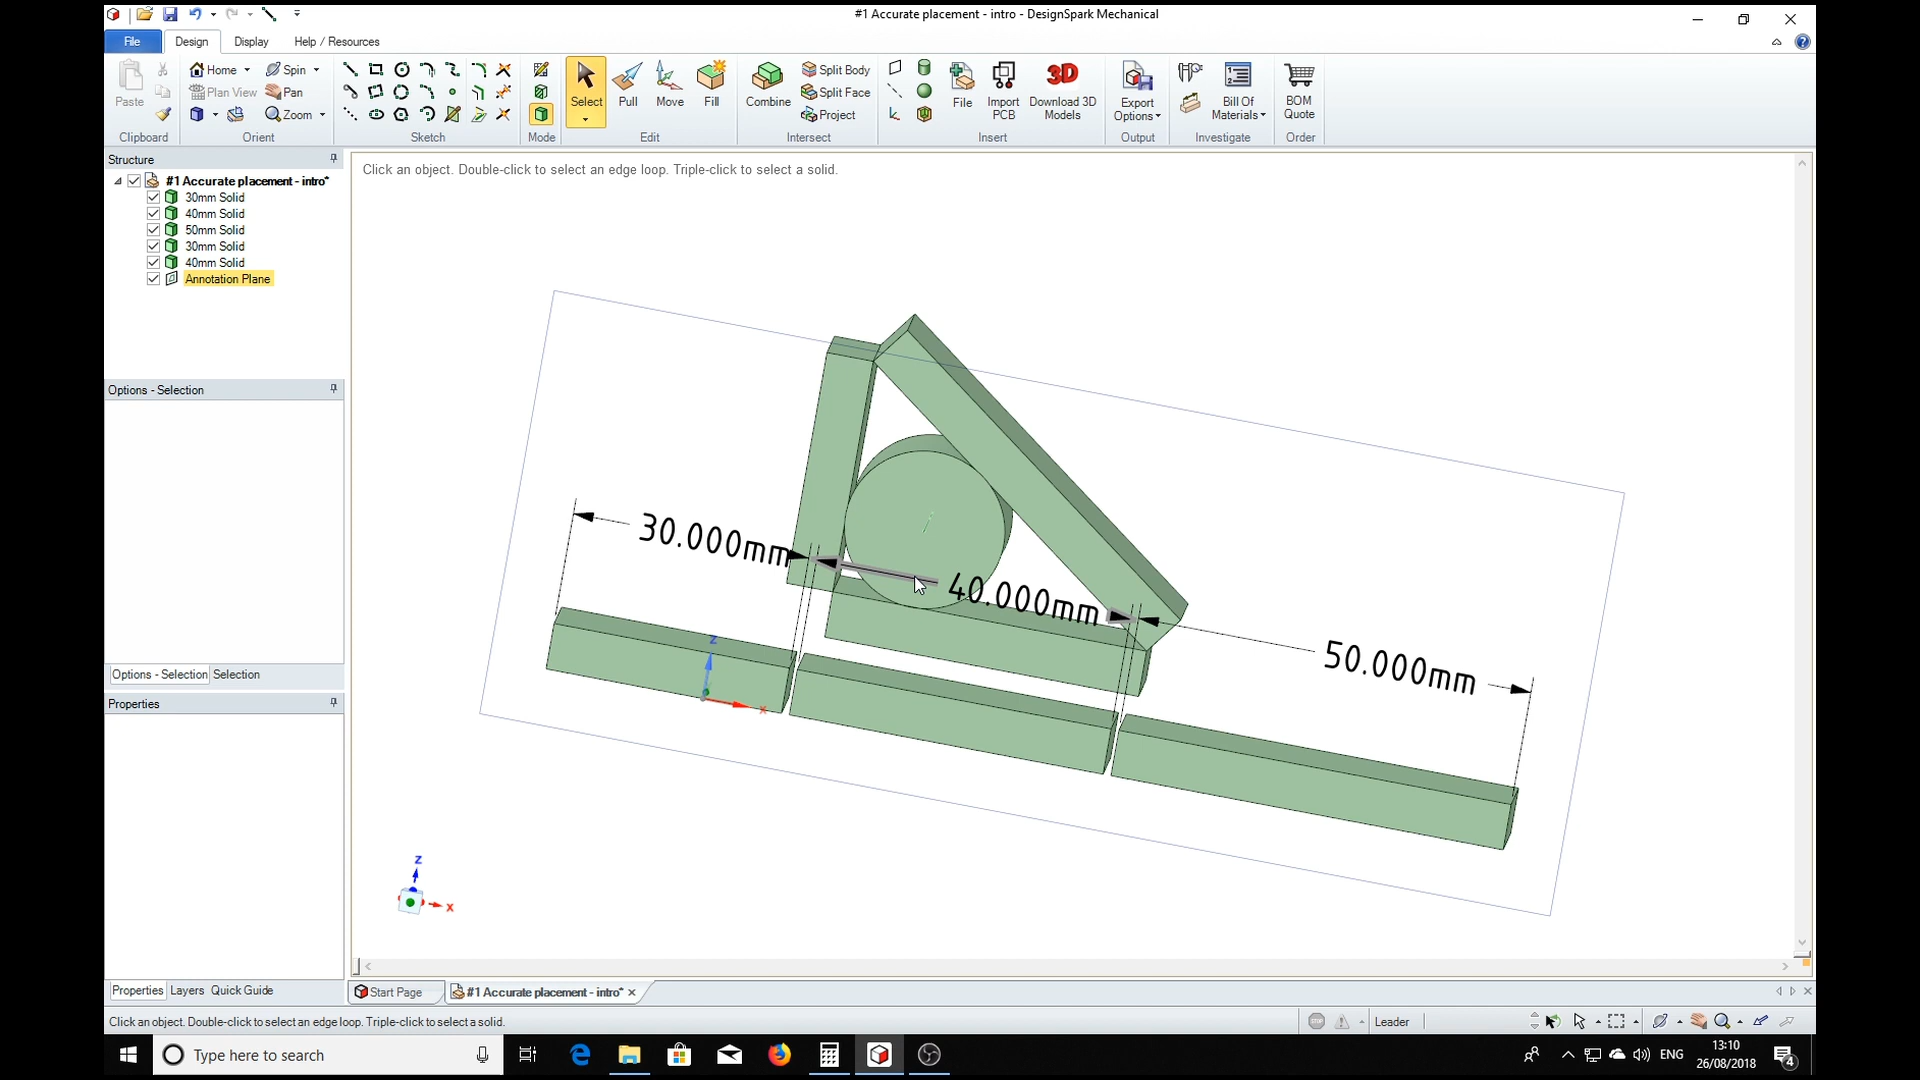 #1 Accurate placement - intro - DesignSpark Mechanical
File Design Display Help / Resources
Paste
Clipboard
Home Spin
Plan View Pan
Zoom
Orient
Sketch
Mode
Select Pull Move Fill
Edit
Combine
Split Body
Split Face
Project
Intersect
File
Import PCB
3D
Download 3D Models
Insert
Export Options
Output
Bill Of Materials
Investigate
BOM Quote
Order
Structure
#1 Accurate placement - intro*
30mm Solid
40mm Solid
50mm Solid
30mm Solid
40mm Solid
Annotation Plane
Options - Selection
Options - Selection Selection
Properties
Properties Layers Quick Guide
Click an object. Double-click to select an edge loop. Triple-click to select a solid.
30.000mm
40.000mm
50.000mm
Z
X
Z
X
Start Page #1 Accurate placement - intro*
Click an object. Double-click to select an edge loop. Triple-click to select a solid.
Leader
Type here to search
ENG
13:10
26/08/2018
4